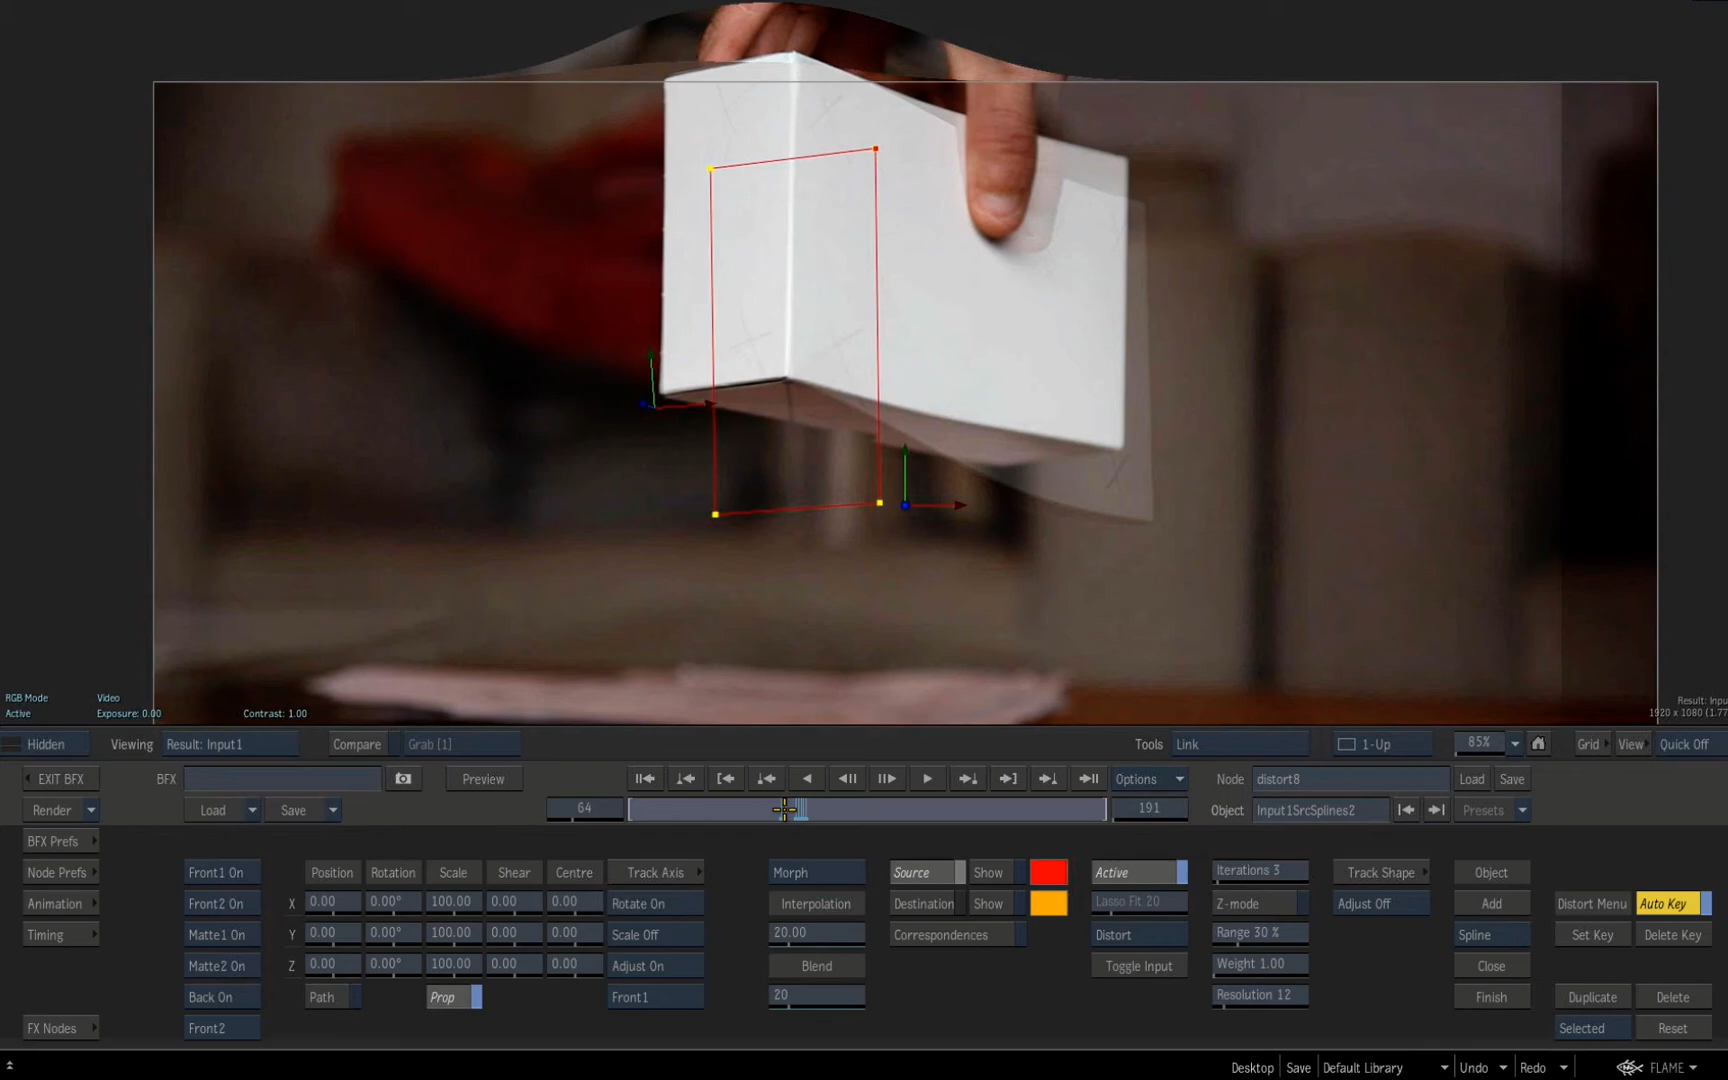 RGB Mode Video
Active Exposure: 0.00 Contrast: 1.00
Result: Inpu
1920 x 1080 (1.77
Hidden Viewing Result: Input1 Compare Grab [1] Tools Link 1-Up 85% Grid View Quick Off
EXIT BFX BFX Preview Options Node distort8 Load Save
Render Load Save 64 191 Object Input1SrcSplines2 Presets
BFX Prefs
Node Prefs Front1 On Position Rotation Scale Shear Centre Track Axis Morph Source Show Active Iterations 3 Track Shape Object
Animation Front2 On X 0.00 0.00° 100.00 0.00 0.00 Rotate On Interpolation Destination Show Lasso Fit 20 Z-mode Adjust Off Add Distort Menu Auto Key
Timing Matte1 On Y 0.00 0.00° 100.00 0.00 0.00 Scale Off 20.00 Correspondences Distort Range 30 % Spline Set Key Delete Key
Matte2 On Z 0.00 0.00° 100.00 0.00 0.00 Adjust On Blend Toggle Input Weight 1.00 Close
Back On Path Prop Front1 20 Resolution 12 Finish Duplicate Delete
FX Nodes Front2 Selected Reset
Desktop Save Default Library Undo Redo FLAME